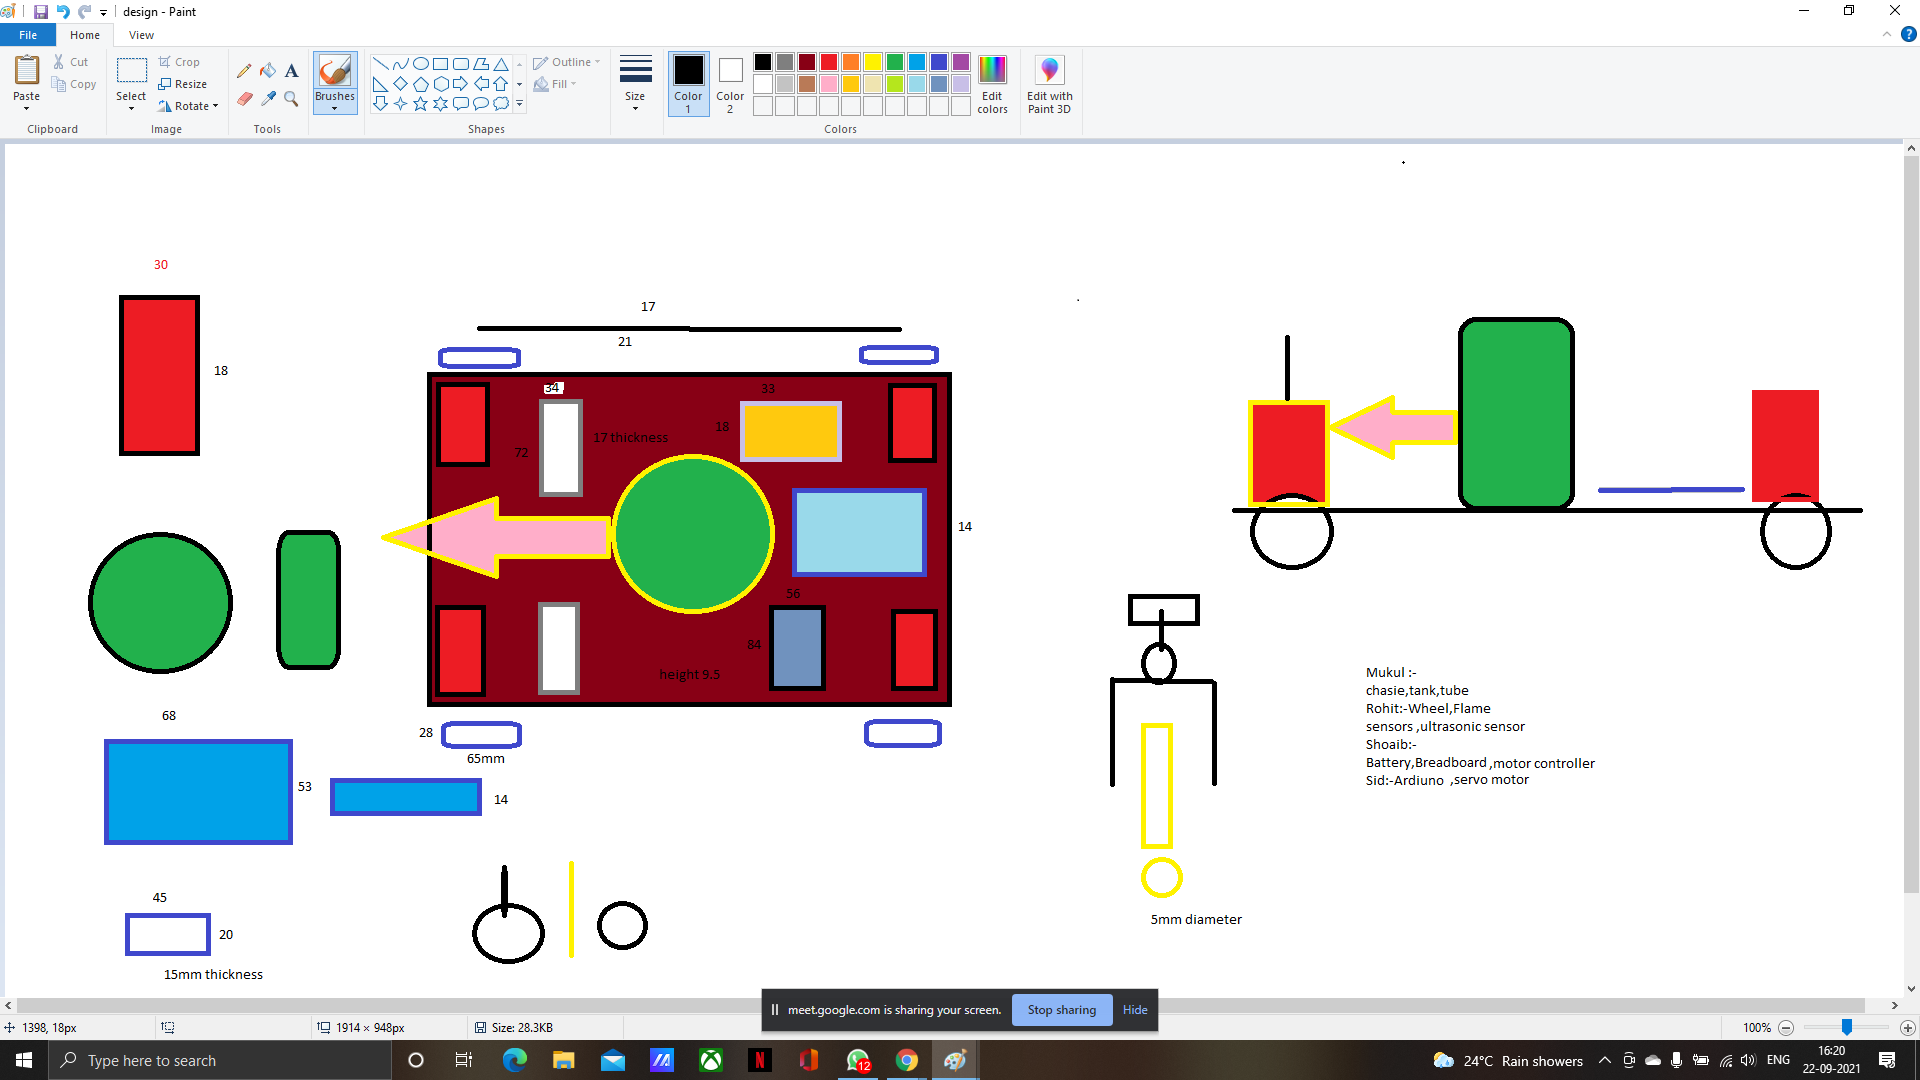 design - Paint
File
Home
View
Paste
Cut
Copy
Clipboard
Select
Crop
Resize
Rotate
Image
Tools
Brushes
Shapes
Outline
Fill
Size
Color
1
Color
2
Edit
colors
Edit with
Paint 3D
Colors
30
18
17
21
34
33
18
17 thickness
72
14
56
84
height 9.5
28
65mm
68
53
14
45
20
15mm thickness
5mm diameter
Mukul :-
chasie,tank,tube
Rohit:-Wheel,Flame
sensors ,ultrasonic sensor
Shoaib:-
Battery,Breadboard ,motor controller
Sid:-Ardiuno ,servo motor
meet.google.com is sharing your screen.
Stop sharing
Hide
1398, 18px
1914 × 948px
Size: 28.3KB
100%
Type here to search
12
24°C Rain showers
ENG
16:20
22-09-2021